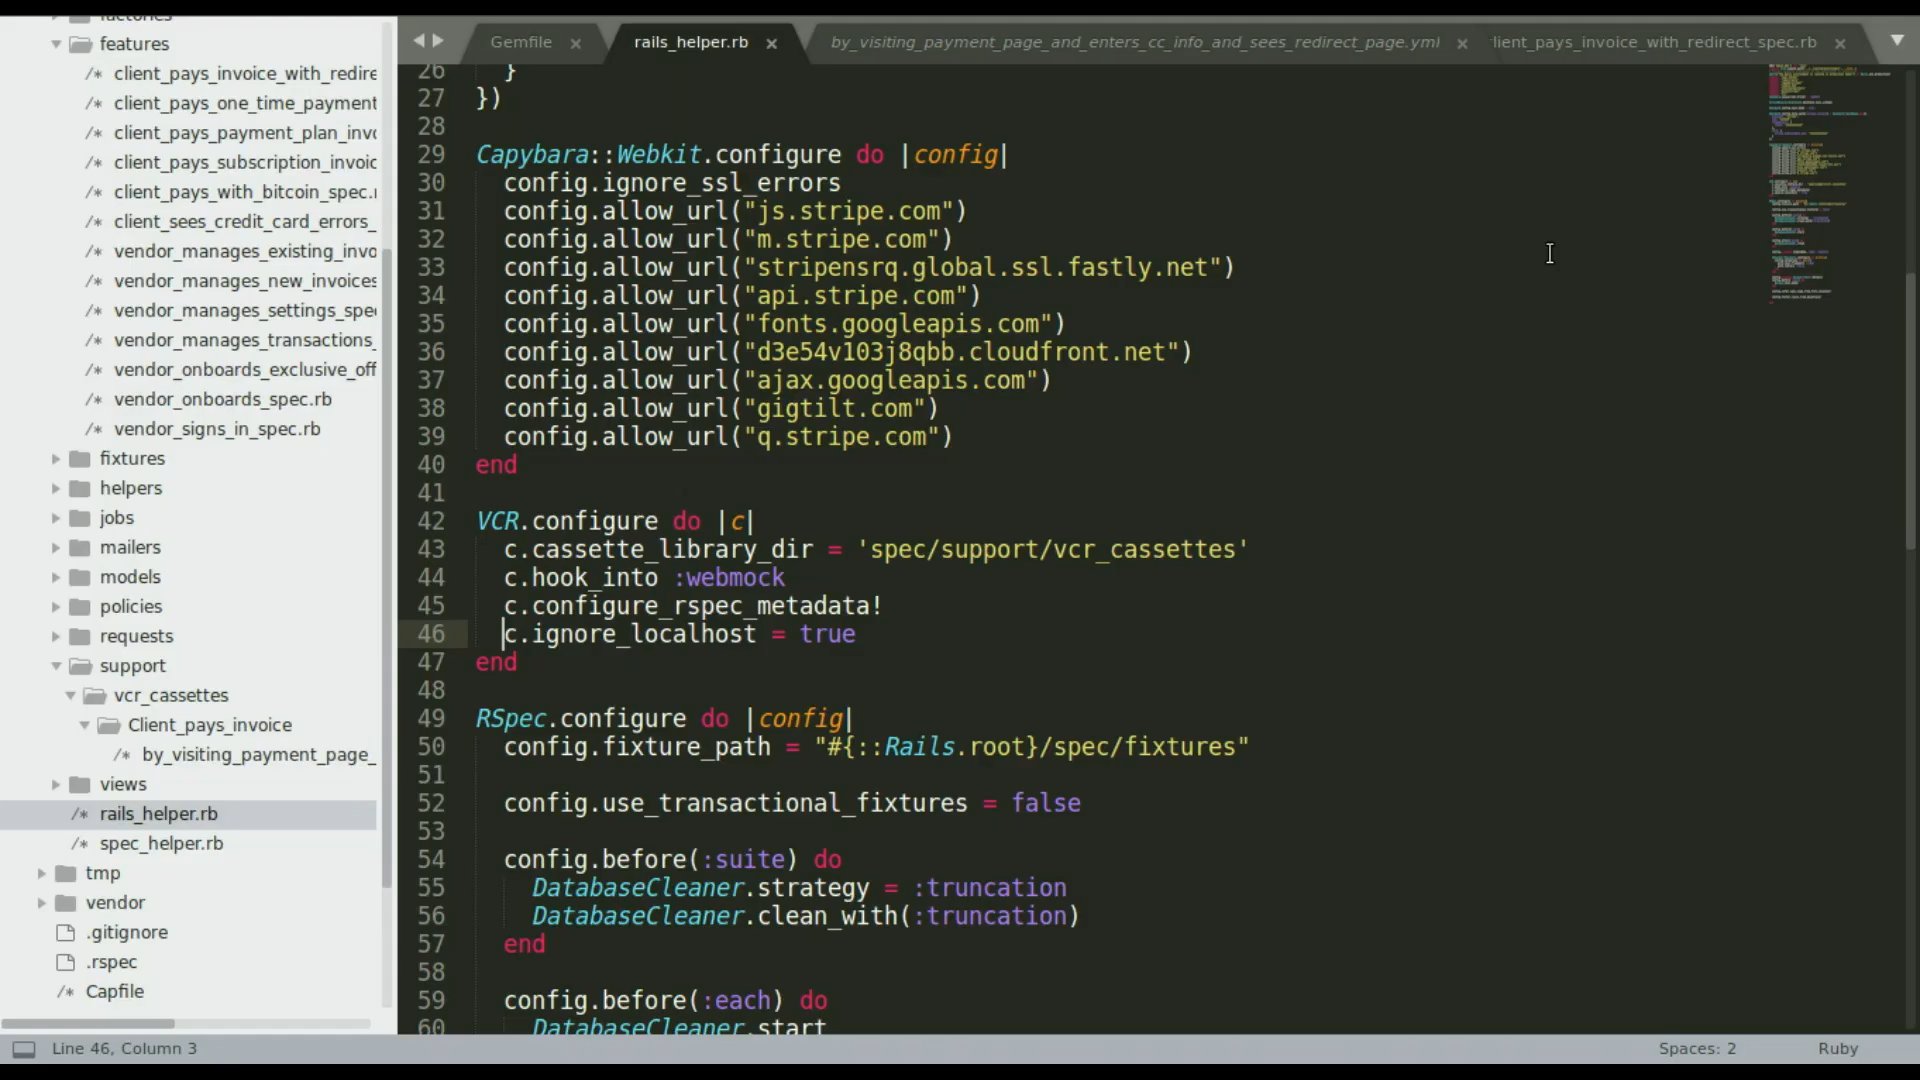 factories
features
/* client_pays_invoice_with_redire
/* client_pays_one_time_payment
/* client_pays_payment_plan_invo
/* client_pays_subscription_invoic
/* client_pays_with_bitcoin_spec.r
/* client_sees_credit_card_errors_
/* vendor_manages_existing_invo
/* vendor_manages_new_invoices
/* vendor_manages_settings_spe
/* vendor_manages_transactions_
/* vendor_onboards_exclusive_off
/* vendor_onboards_spec.rb
/* vendor_signs_in_spec.rb
fixtures
helpers
jobs
mailers
models
policies
requests
support
vcr_cassettes
Client_pays_invoice
/* by_visiting_payment_page_
views
/* rails_helper.rb
/* spec_helper.rb
tmp
vendor
.gitignore
.rspec
/* Capfile
Gemfile × rails_helper.rb × by_visiting_payment_page_and_enters_cc_info_and_sees_redirect_page.yml × lient_pays_invoice_with_redirect_spec.rb ×
26 }
27 })
28
29 Capybara::Webkit.configure do |config|
30 config.ignore_ssl_errors
31 config.allow_url("js.stripe.com")
32 config.allow_url("m.stripe.com")
33 config.allow_url("stripensrq.global.ssl.fastly.net")
34 config.allow_url("api.stripe.com")
35 config.allow_url("fonts.googleapis.com")
36 config.allow_url("d3e54v103j8qbb.cloudfront.net")
37 config.allow_url("ajax.googleapis.com")
38 config.allow_url("gigtilt.com")
39 config.allow_url("q.stripe.com")
40 end
41
42 VCR.configure do |c|
43 c.cassette_library_dir = 'spec/support/vcr_cassettes'
44 c.hook_into :webmock
45 c.configure_rspec_metadata!
46 c.ignore_localhost = true
47 end
48
49 RSpec.configure do |config|
50 config.fixture_path = "#{::Rails.root}/spec/fixtures"
51
52 config.use_transactional_fixtures = false
53
54 config.before(:suite) do
55 DatabaseCleaner.strategy = :truncation
56 DatabaseCleaner.clean_with(:truncation)
57 end
58
59 config.before(:each) do
60 DatabaseCleaner.start
Line 46, Column 3 Spaces: 2 Ruby